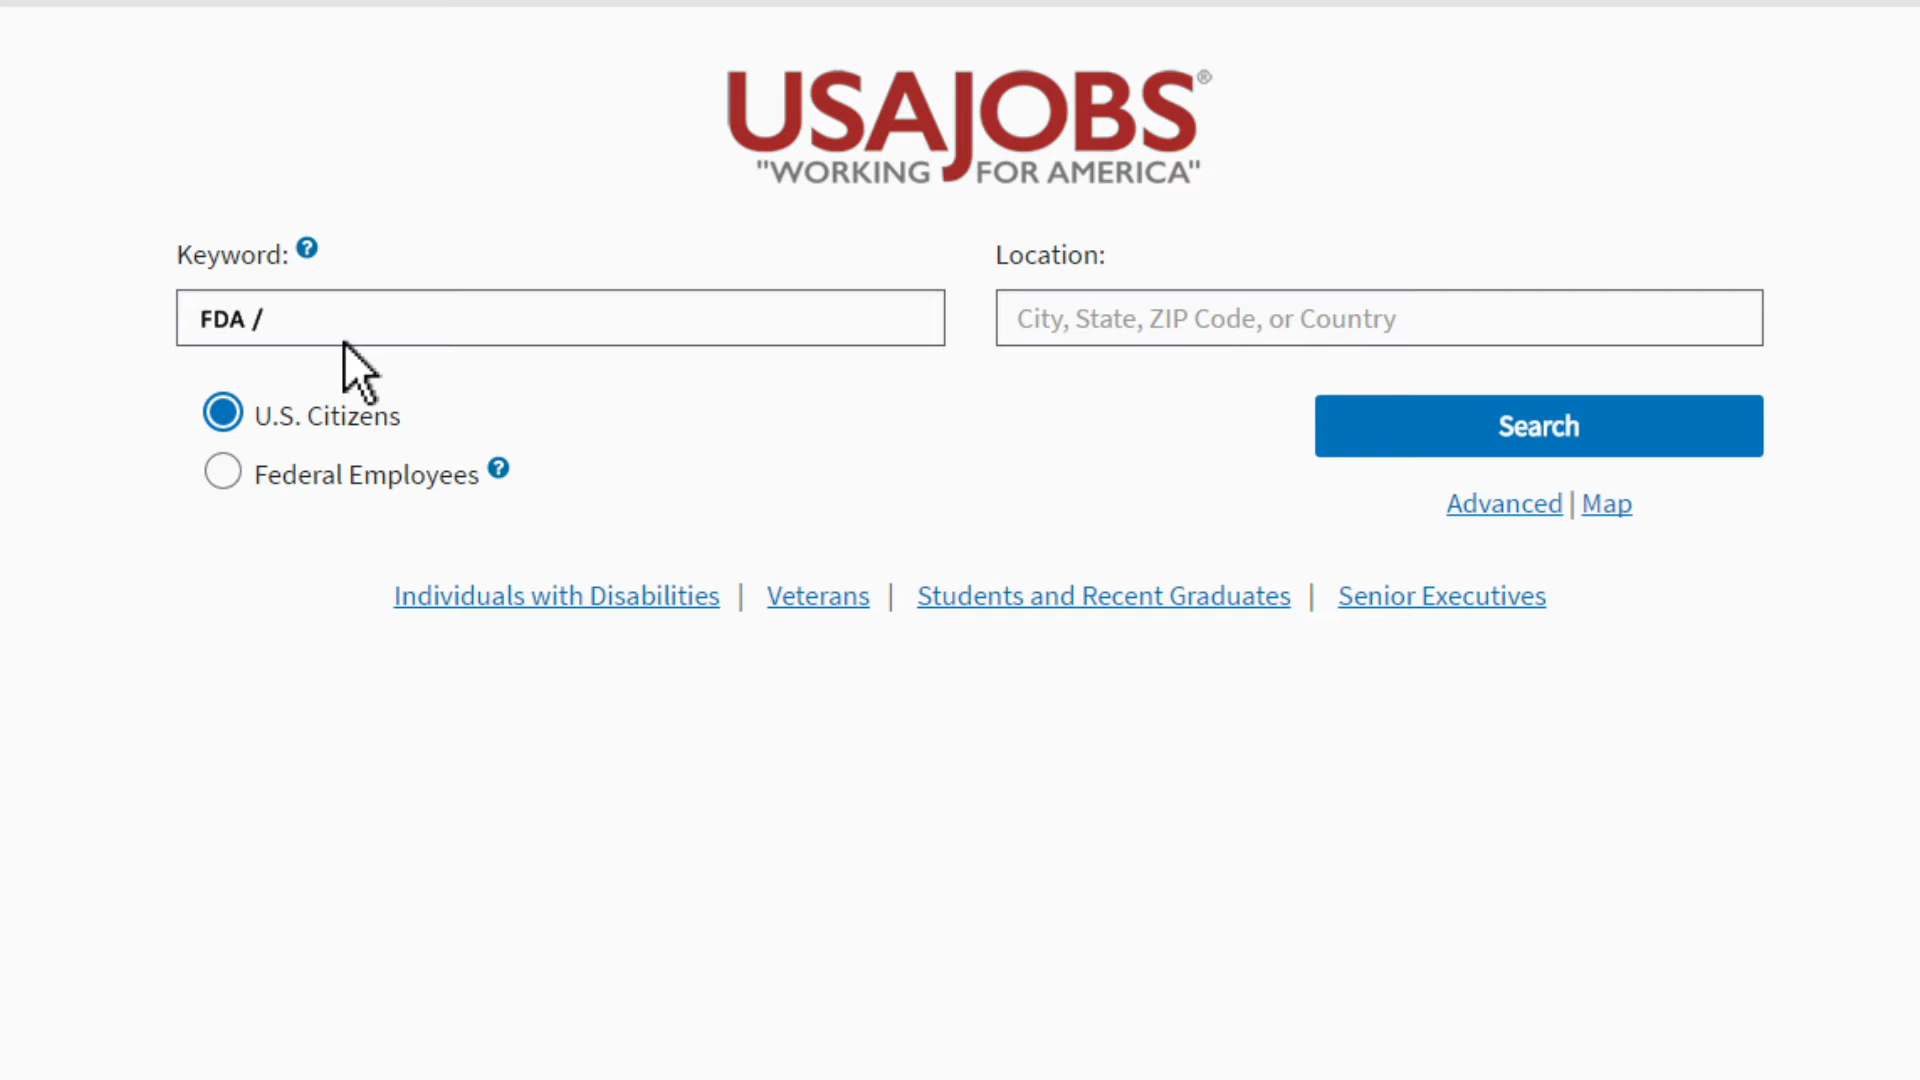 USAJOBS®
"WORKING FOR AMERICA"
Keyword: ?
Location:
FDA /
City, State, ZIP Code, or Country
U.S. Citizens
Search
Federal Employees ?
Advanced | Map
Individuals with Disabilities | Veterans | Students and Recent Graduates | Senior Executives